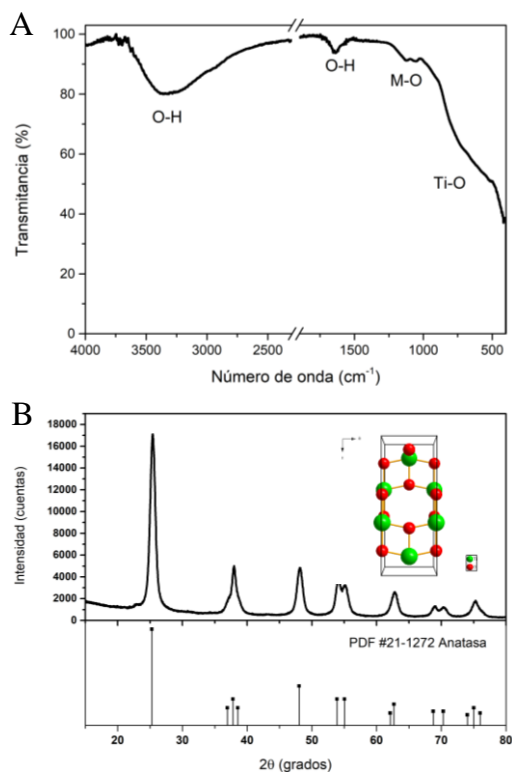 A
100
80
60
40
20
0
Transmitancia (%)
O-H
O-H
M-O
Ti-O
4000 3500 3000 2500 1500 1000 500
Número de onda (cm-1)
B
18000
16000
14000
12000
10000
8000
6000
4000
2000
0
Intensidad (cuentas)
PDF #21-1272 Anatasa
20 30 40 50 60 70 80
2θ (grados)